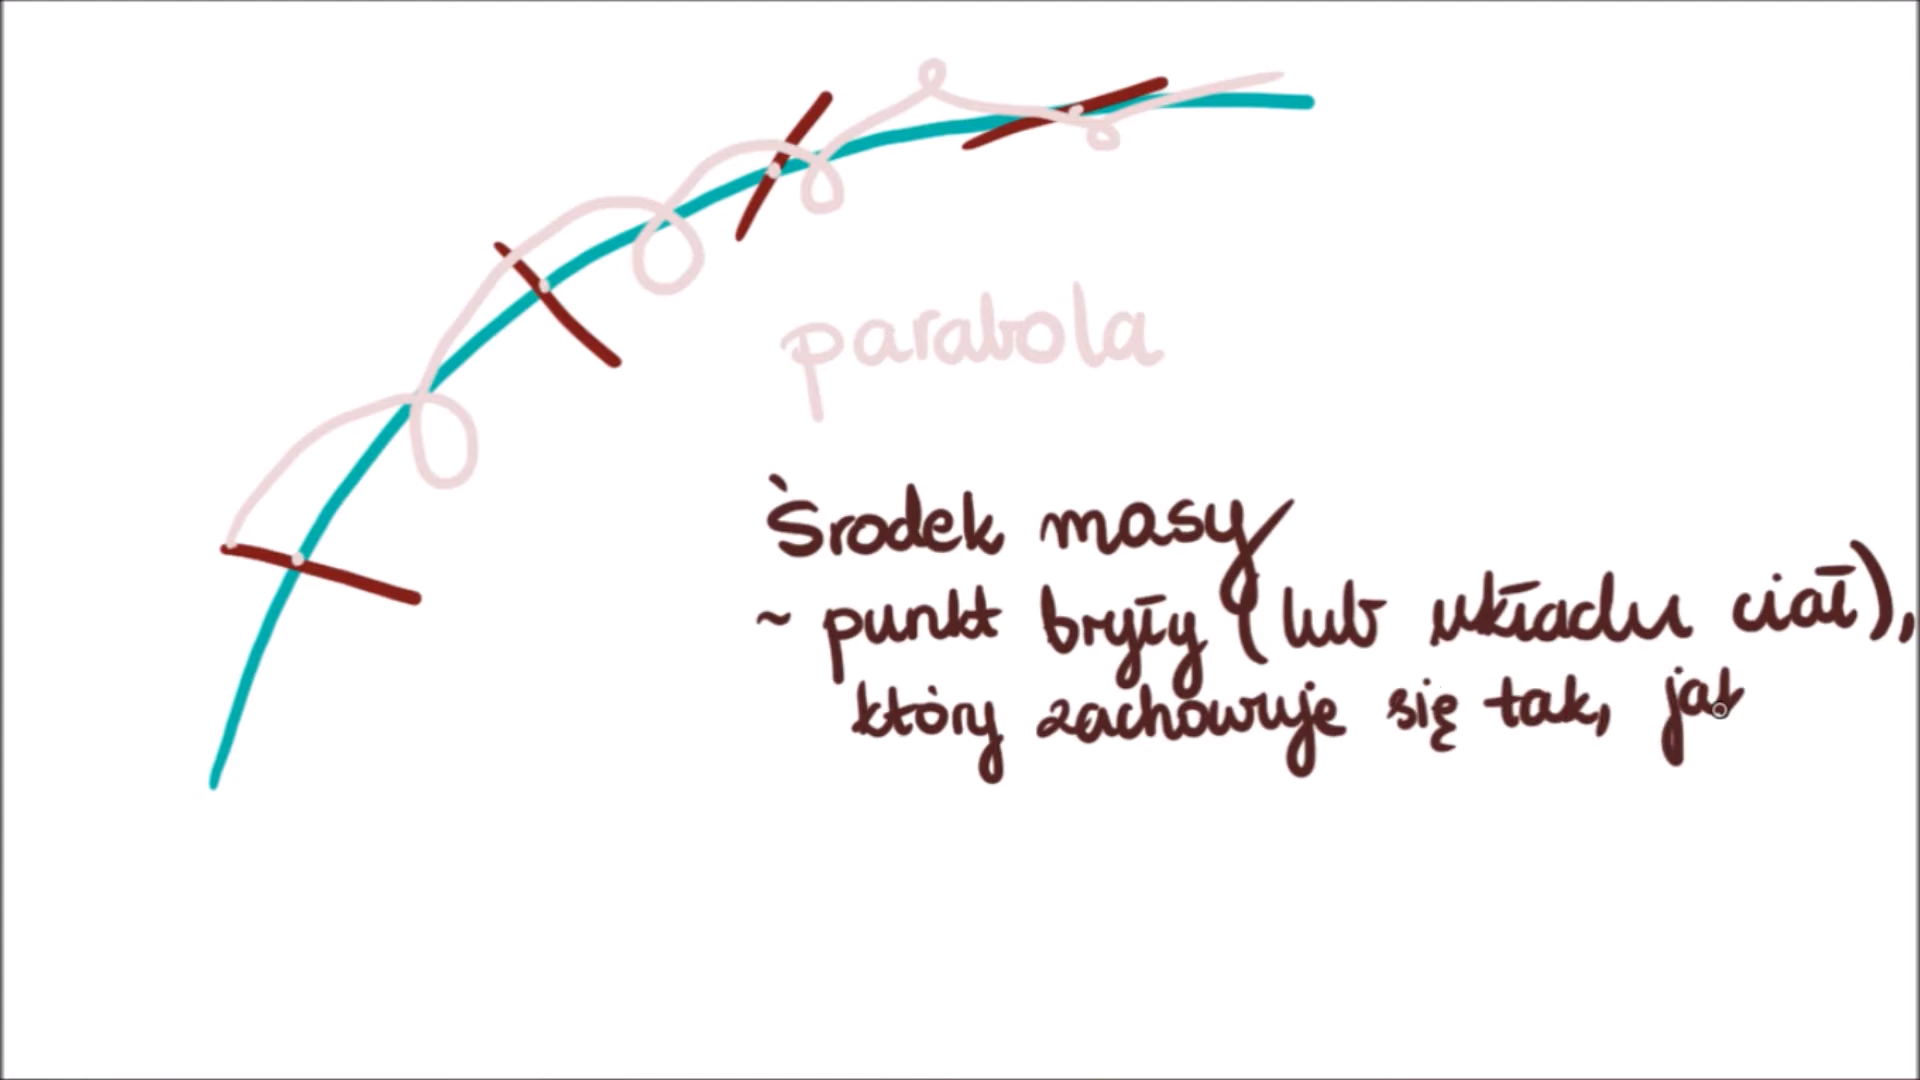 parabola
Środek masy
~ punkt bryły (lub układu ciał),
który zachowuje się tak, jak